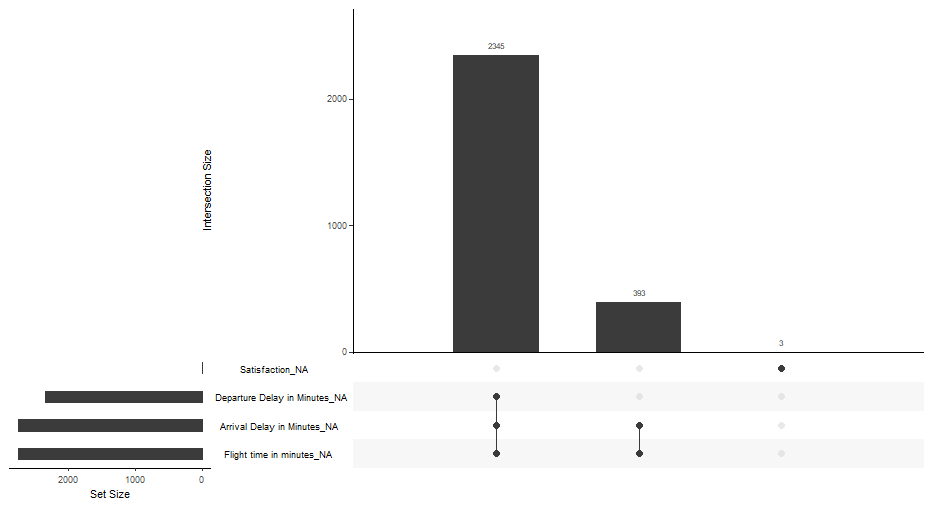 2345
2000
Intersection Size
1000
393
3
0
Satisfaction_NA
Departure Delay in Minutes_NA
Arrival Delay in Minutes_NA
Flight time in minutes_NA
2000 1000 0
Set Size